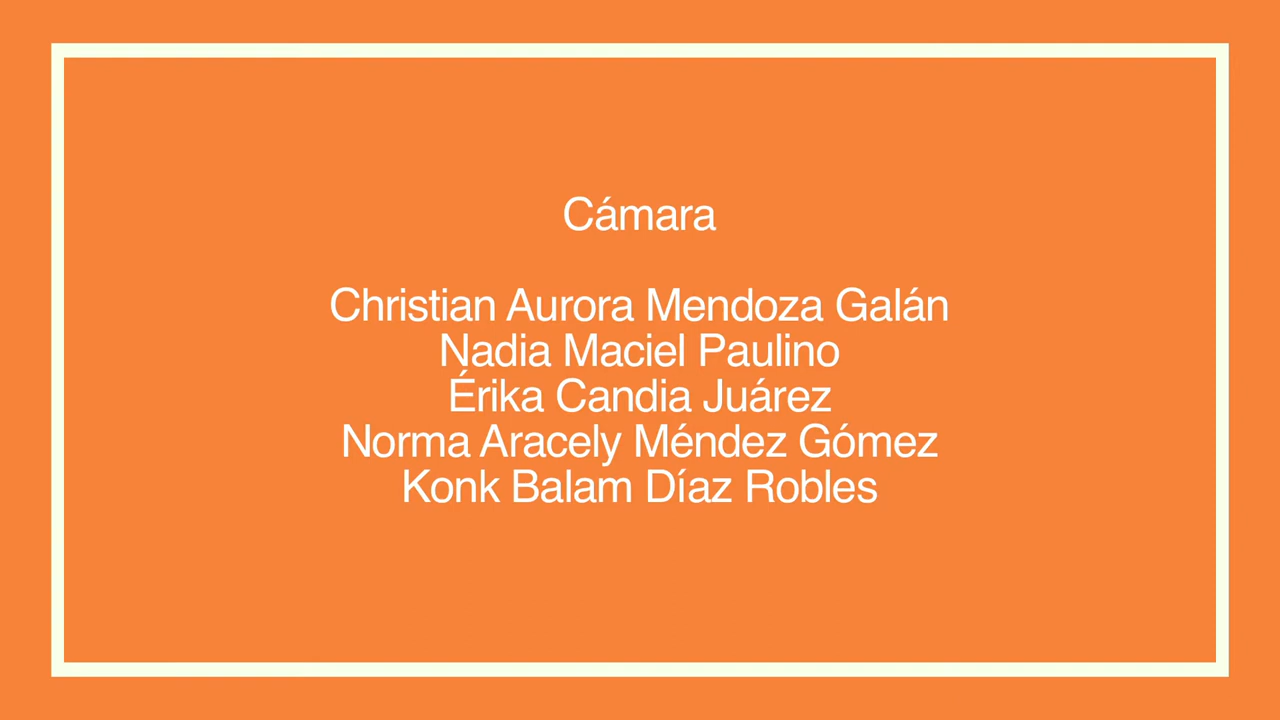 Cámara
Christian Aurora Mendoza Galán
Nadia Maciel Paulino
Érika Candia Juárez
Norma Aracely Méndez Gómez
Konk Balam Díaz Robles